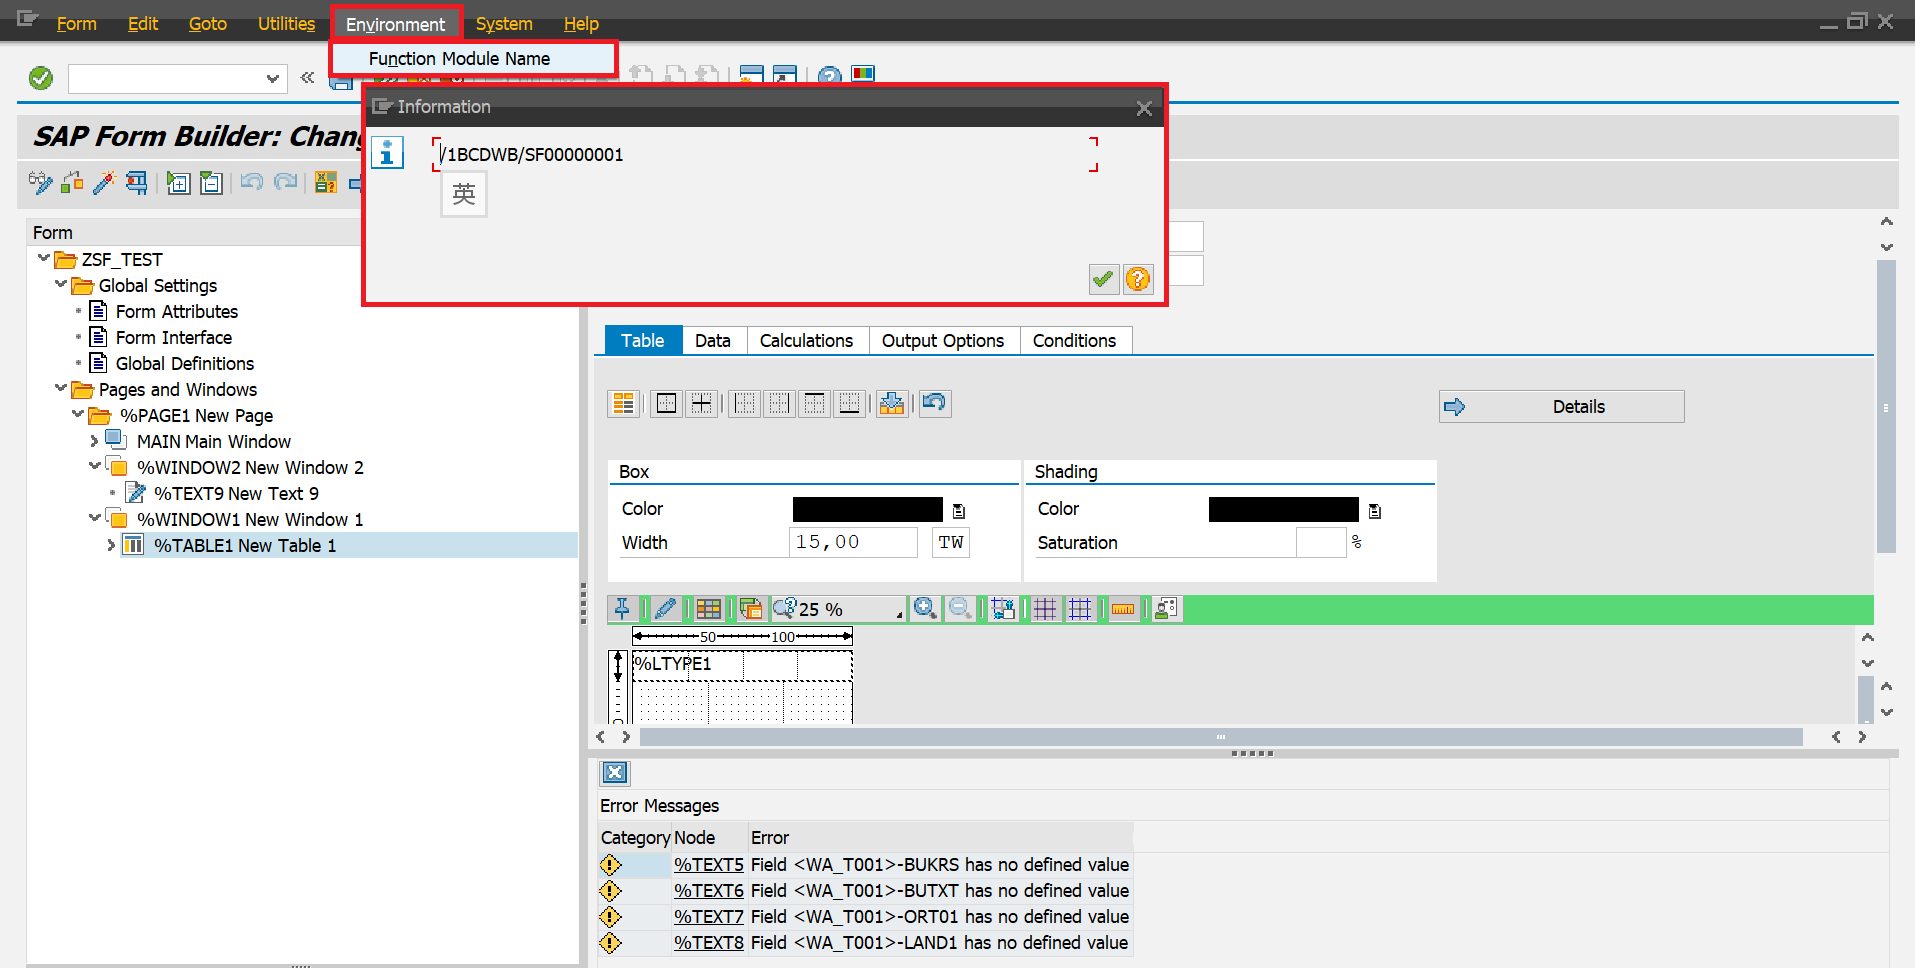 Form Edit Goto Utilities Environment System Help
Function Module Name
Information
SAP Form Builder: Chang
/1BCDWB/SF00000001
英
Form
ZSF_TEST
Global Settings
Form Attributes
Form Interface
Global Definitions
Pages and Windows
%PAGE1 New Page
MAIN Main Window
%WINDOW2 New Window 2
%TEXT9 New Text 9
%WINDOW1 New Window 1
%TABLE1 New Table 1
Table Data Calculations Output Options Conditions
Details
Box
Color
Width 15,00 TW
Shading
Color
Saturation %
25 %
50 100
%LTYPE1
Error Messages
Category Node Error
%TEXT5 Field <WA_T001>-BUKRS has no defined value
%TEXT6 Field <WA_T001>-BUTXT has no defined value
%TEXT7 Field <WA_T001>-ORT01 has no defined value
%TEXT8 Field <WA_T001>-LAND1 has no defined value